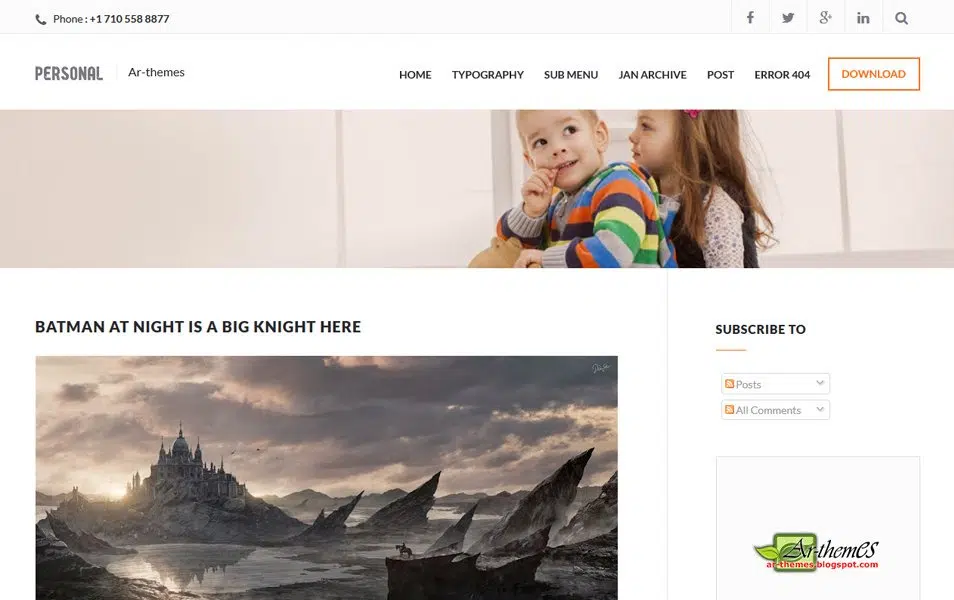 Phone : +1 710 558 8877
PERSONAL
Ar-themes
HOME TYPOGRAPHY SUB MENU JAN ARCHIVE POST ERROR 404 DOWNLOAD
BATMAN AT NIGHT IS A BIG KNIGHT HERE
SUBSCRIBE TO
Posts
All Comments
Ar-themes
ar-themes.blogspot.com